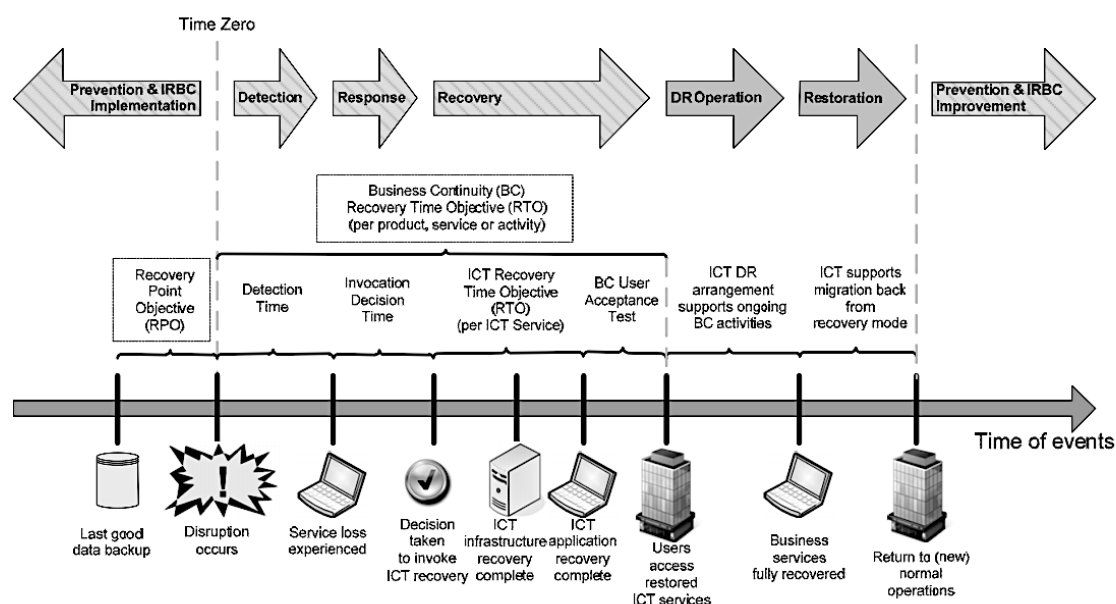 Time Zero
Prevention & IRBC
Implementation
Detection
Response
Recovery
DR Operation
Restoration
Prevention & IRBC
Improvement
Business Continuity (BC)
Recovery Time Objective (RTO)
(per product, service or activity)
Recovery
Point
Objective
(RPO)
Detection
Time
Invocation
Decision
Time
ICT Recovery
Time Objective
(RTO)
(per ICT Service)
BC User
Acceptance
Test
ICT DR
arrangement
supports ongoing
BC activities
ICT supports
migration back
from
recovery mode
Time of events
!
Last good
data backup
Disruption
occurs
Service loss
experienced
Decision
taken
to invoke
ICT recovery
ICT
infrastructure
recovery
complete
ICT
application
recovery
complete
Users
access
restored
ICT services
Business
services
fully recovered
Return to (new)
normal
operations